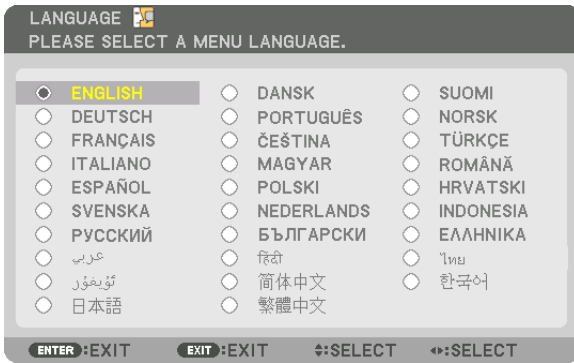 LANGUAGE
PLEASE SELECT A MENU LANGUAGE.
ENGLISH DANSK SUOMI
DEUTSCH PORTUGUÊS NORSK
FRANÇAIS ČEŠTINA TÜRKÇE
ITALIANO MAGYAR ROMÂNĂ
ESPAÑOL POLSKI HRVATSKI
SVENSKA NEDERLANDS INDONESIA
РУССКИЙ БЪЛГАРСКИ ΕΛΛΗΝΙΚΑ
عربي हिंदी ไทย
ئۇيغۇر 简体中文 한국어
日本語 繁體中文
ENTER:EXIT EXIT:EXIT :SELECT :SELECT